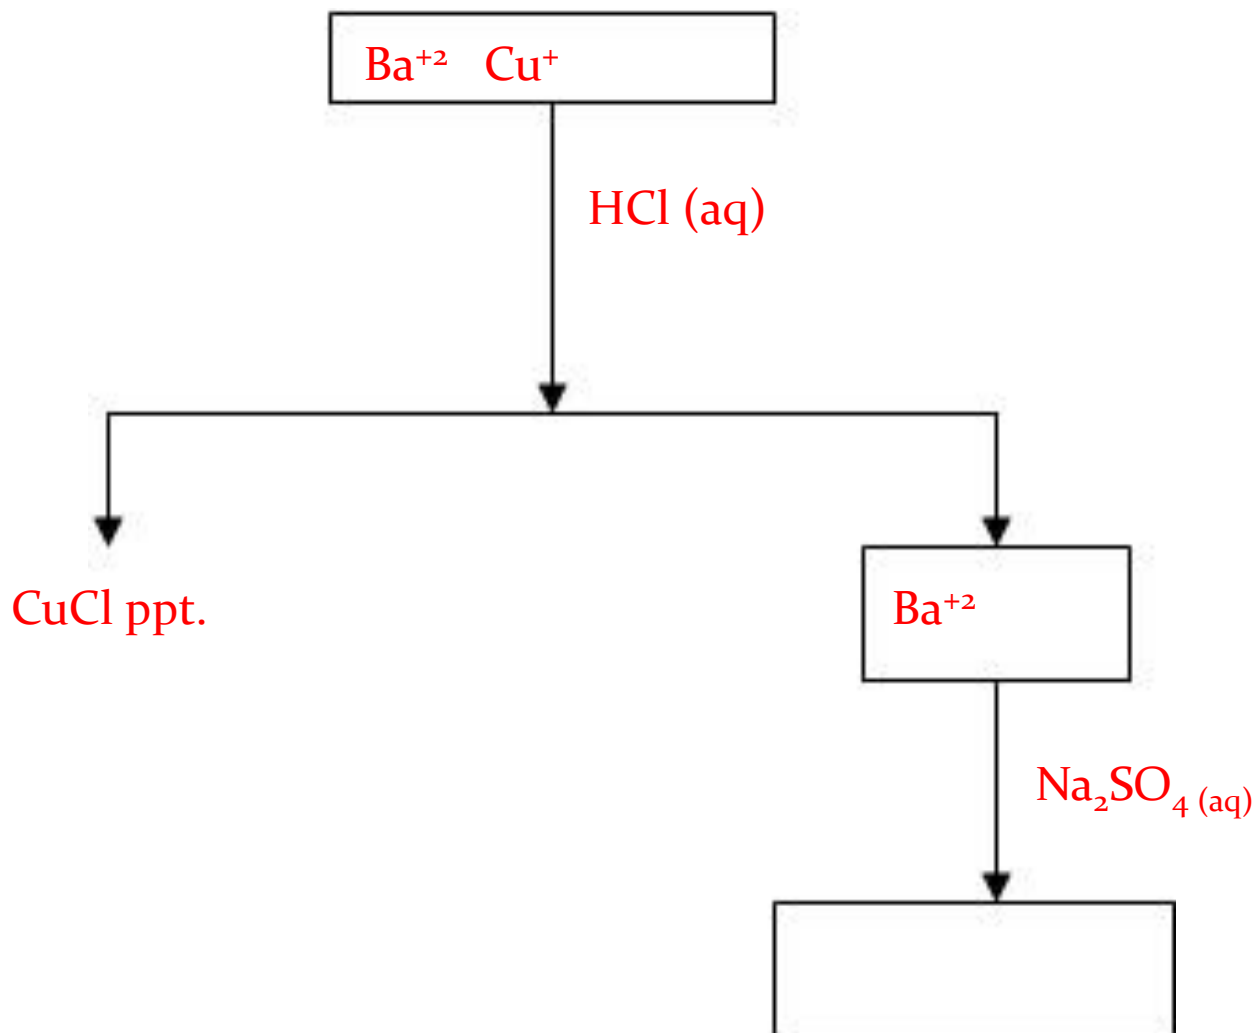 Ba⁺² Cu⁺
HCl (aq)
CuCl ppt.
Ba⁺²
Na₂SO₄ (aq)